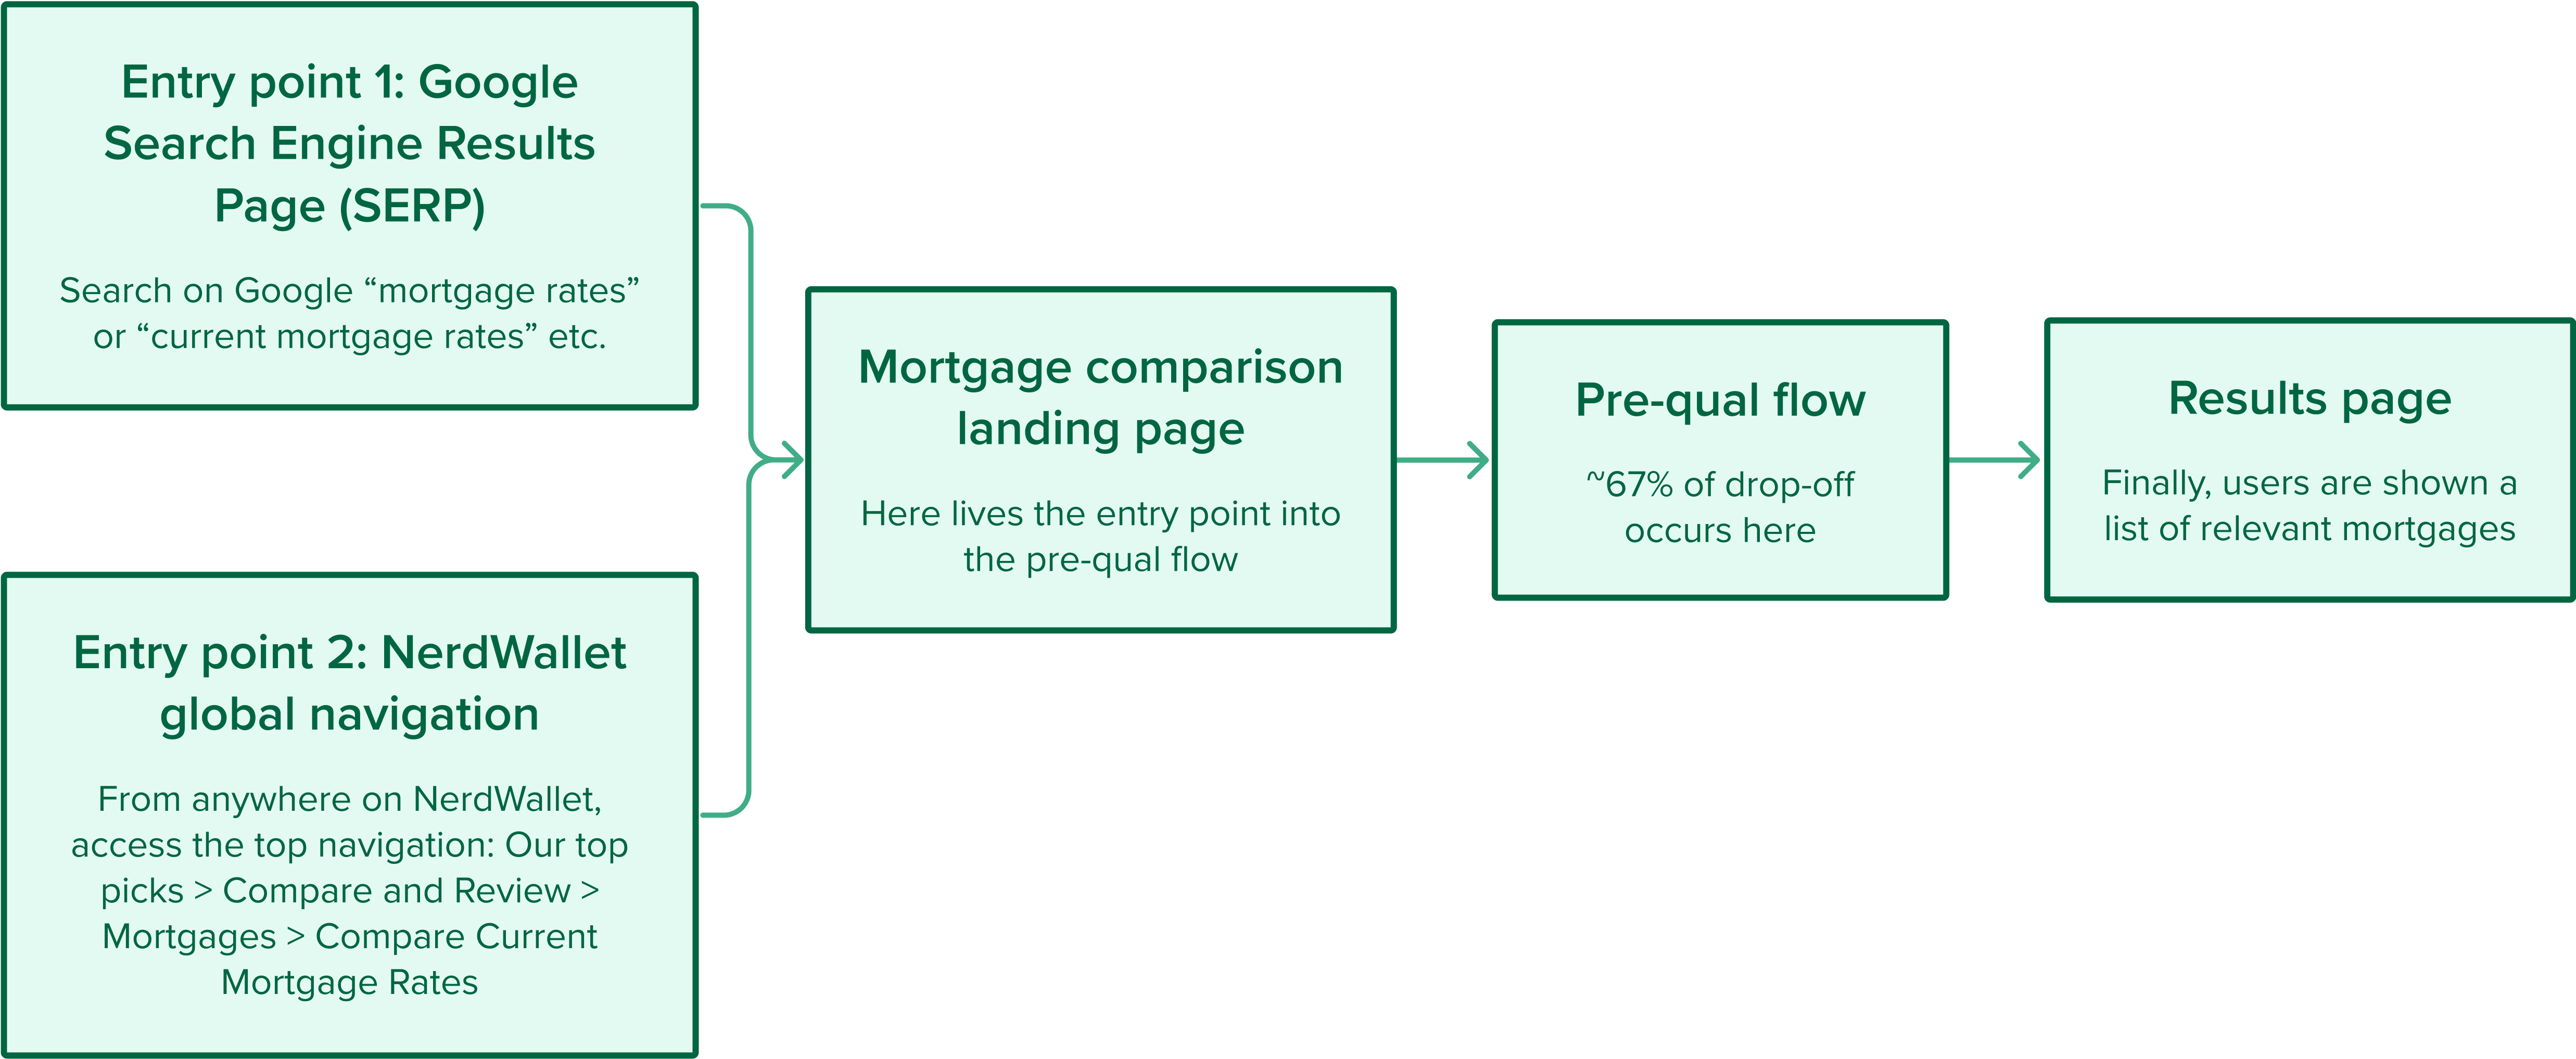 Entry point 1: Google
Search Engine Results
Page (SERP)
Search on Google “mortgage rates”
or “current mortgage rates” etc.
Entry point 2: NerdWallet
global navigation
From anywhere on NerdWallet,
access the top navigation: Our top
picks > Compare and Review >
Mortgages > Compare Current
Mortgage Rates
Mortgage comparison
landing page
Here lives the entry point into
the pre-qual flow
Pre-qual flow
~67% of drop-off
occurs here
Results page
Finally, users are shown a
list of relevant mortgages